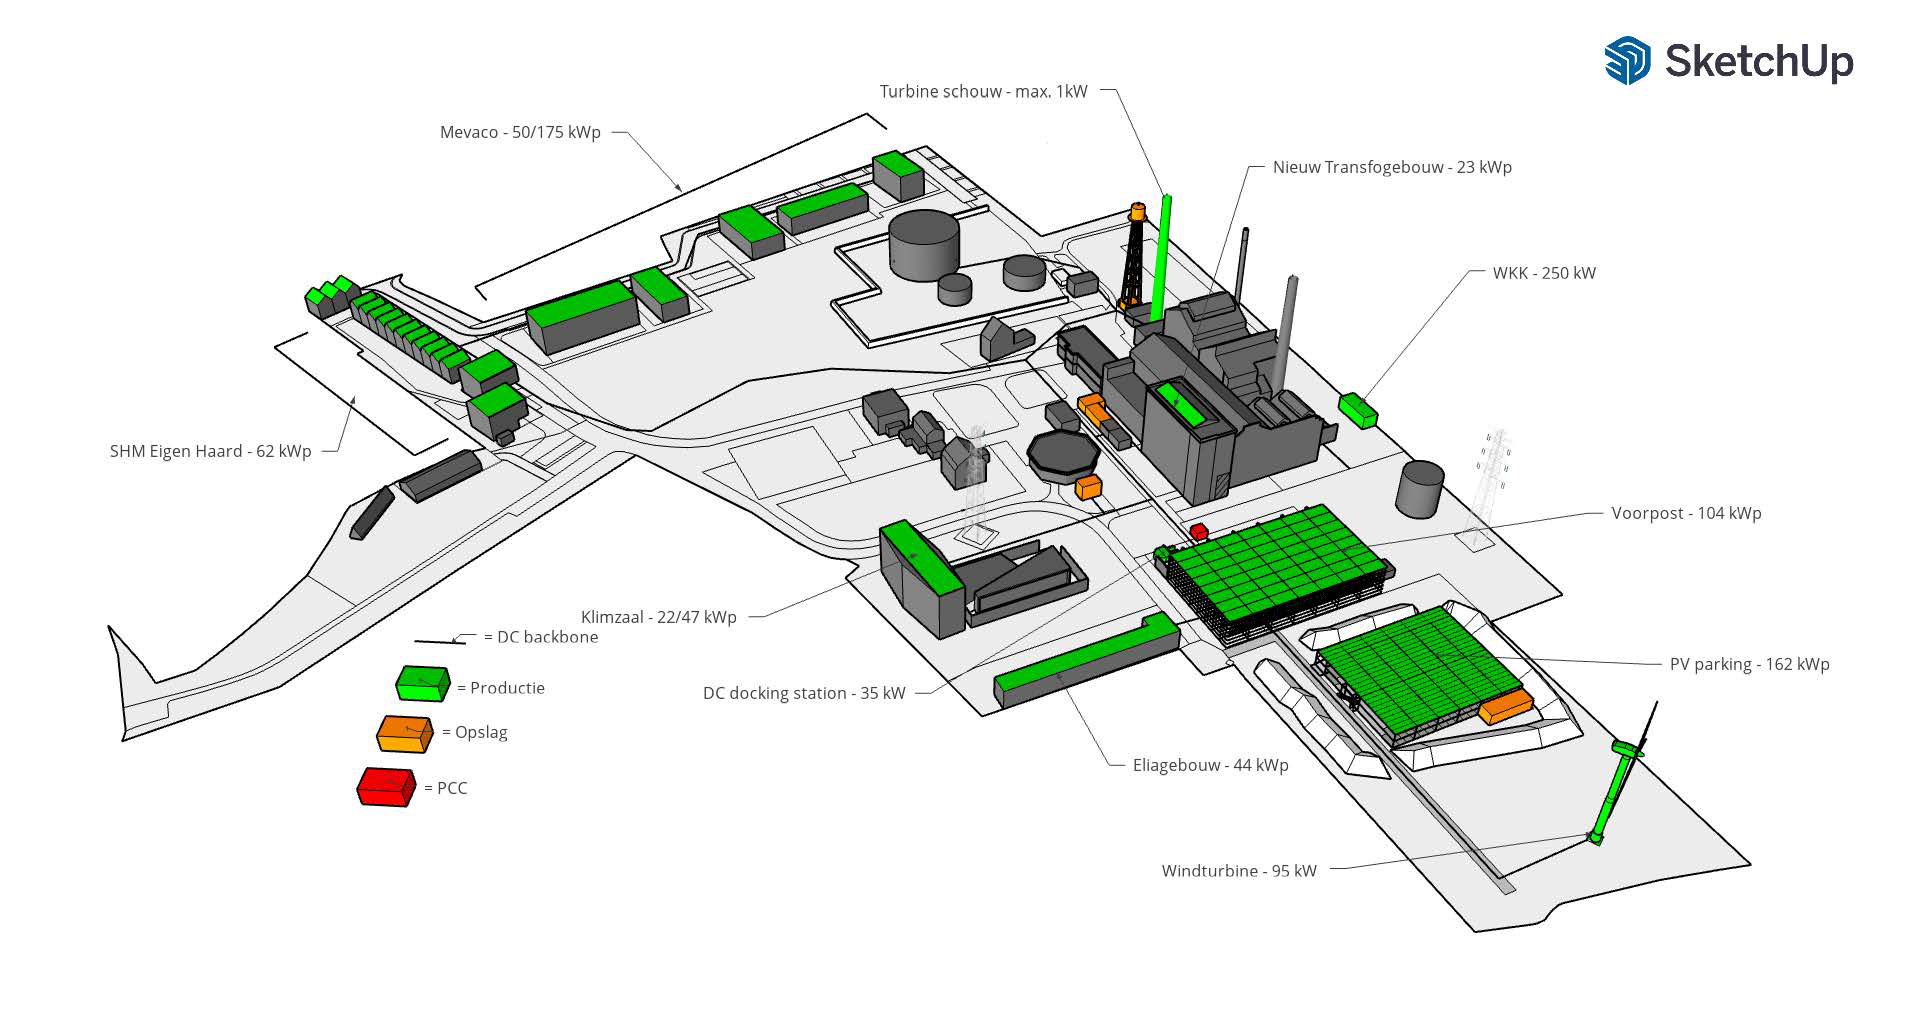 SketchUp
Turbine schouw - max. 1kW
Mevaco - 50/175 kWp
Nieuw Transfogebouw - 23 kWp
WKK - 250 kW
SHM Eigen Haard - 62 kWp
Voorpost - 104 kWp
Klimzaal - 22/47 kWp
= DC backbone
PV parking - 162 kWp
= Productie
DC docking station - 35 kW
= Opslag
Eliagebouw - 44 kWp
= PCC
Windturbine - 95 kW